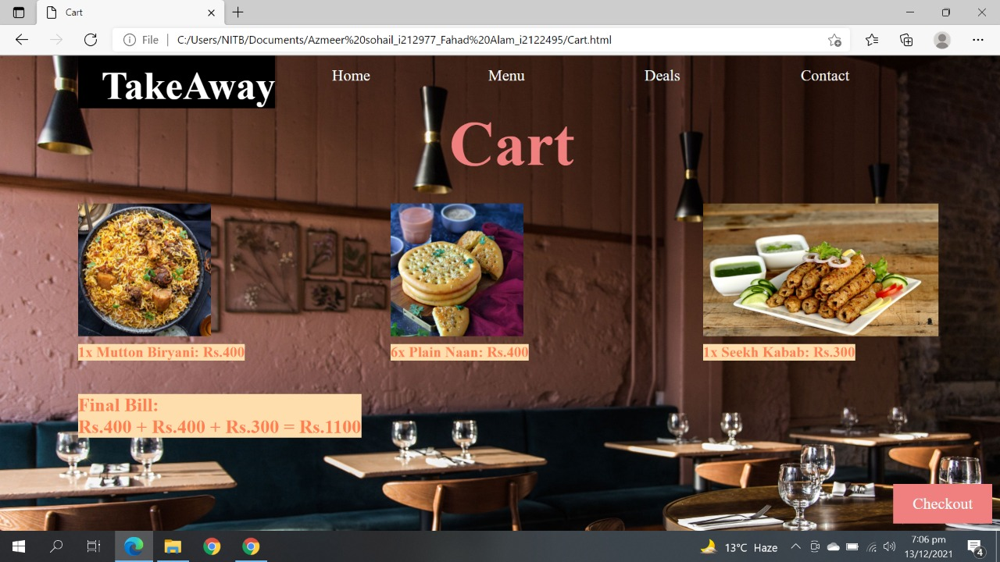 Cart
File
C:/Users/NITB/Documents/Azmeer%20sohail_i212977_Fahad%20Alam_i2122495/Cart.html
TakeAway
Home
Menu
Deals
Contact
Cart
1x Mutton Biryani: Rs.400
6x Plain Naan: Rs.400
1x Seekh Kabab: Rs.300
Final Bill:
Rs.400 + Rs.400 + Rs.300 = Rs.1100
Checkout
13°C Haze
7:06 pm
13/12/2021
4